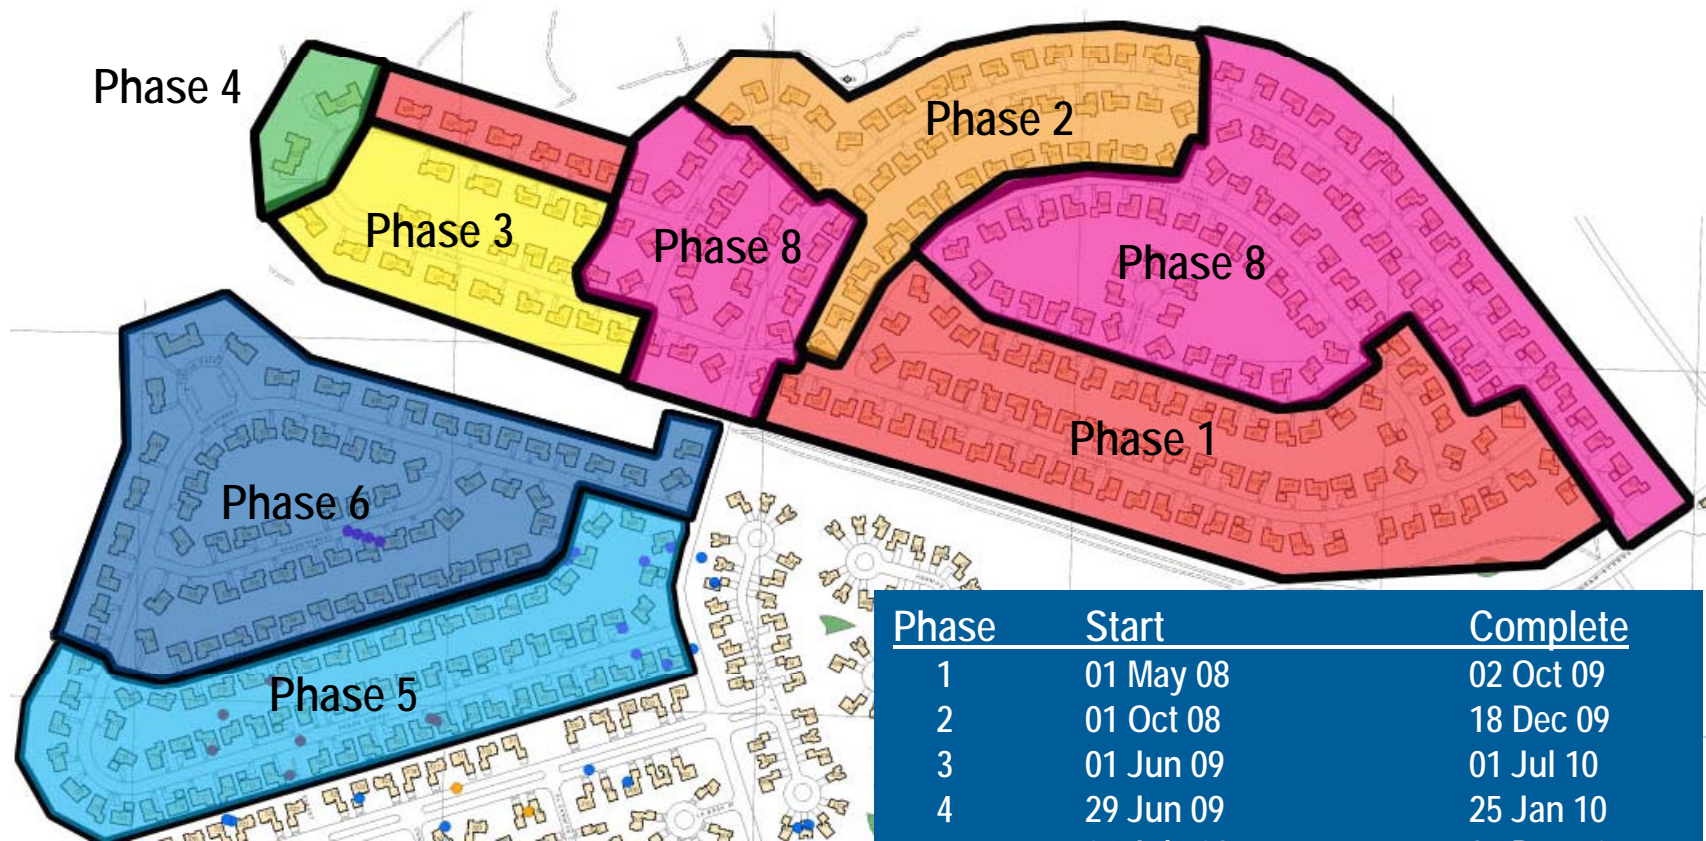 Phase 4
Phase 2
Phase 3
Phase 8
Phase 8
Phase 1
Phase 6
Phase 5
Phase Start Complete
1 01 May 08 02 Oct 09
2 01 Oct 08 18 Dec 09
3 01 Jun 09 01 Jul 10
4 29 Jun 09 25 Jan 10